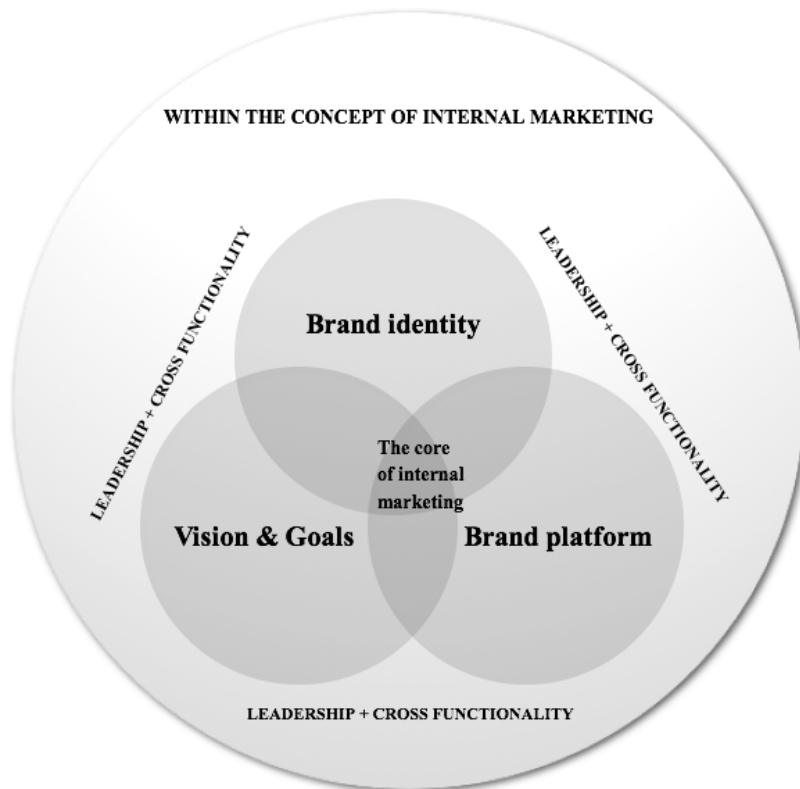 WITHIN THE CONCEPT OF INTERNAL MARKETING
LEADERSHIP + CROSS FUNCTIONALITY
LEADERSHIP + CROSS FUNCTIONALITY
Brand identity
The core
of internal
marketing
Vision & Goals
Brand platform
LEADERSHIP + CROSS FUNCTIONALITY